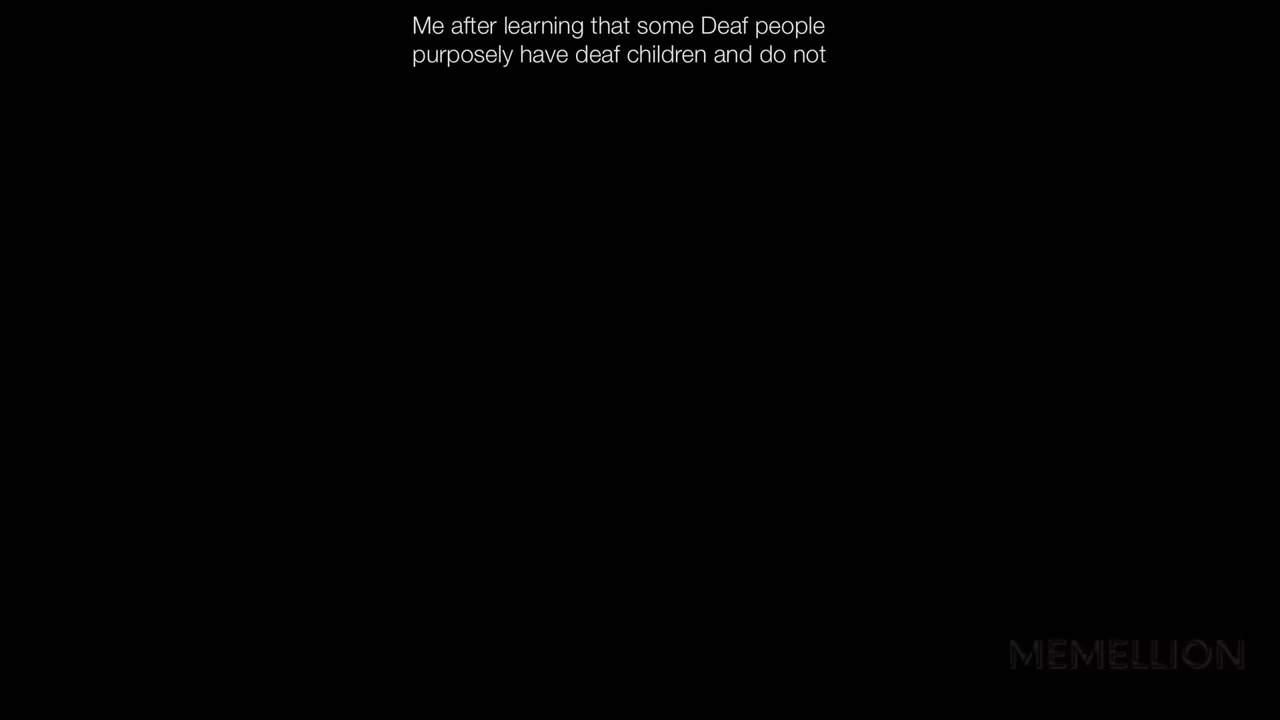 Me after learning that some Deaf people
purposely have deaf children and do not
MEMELLION